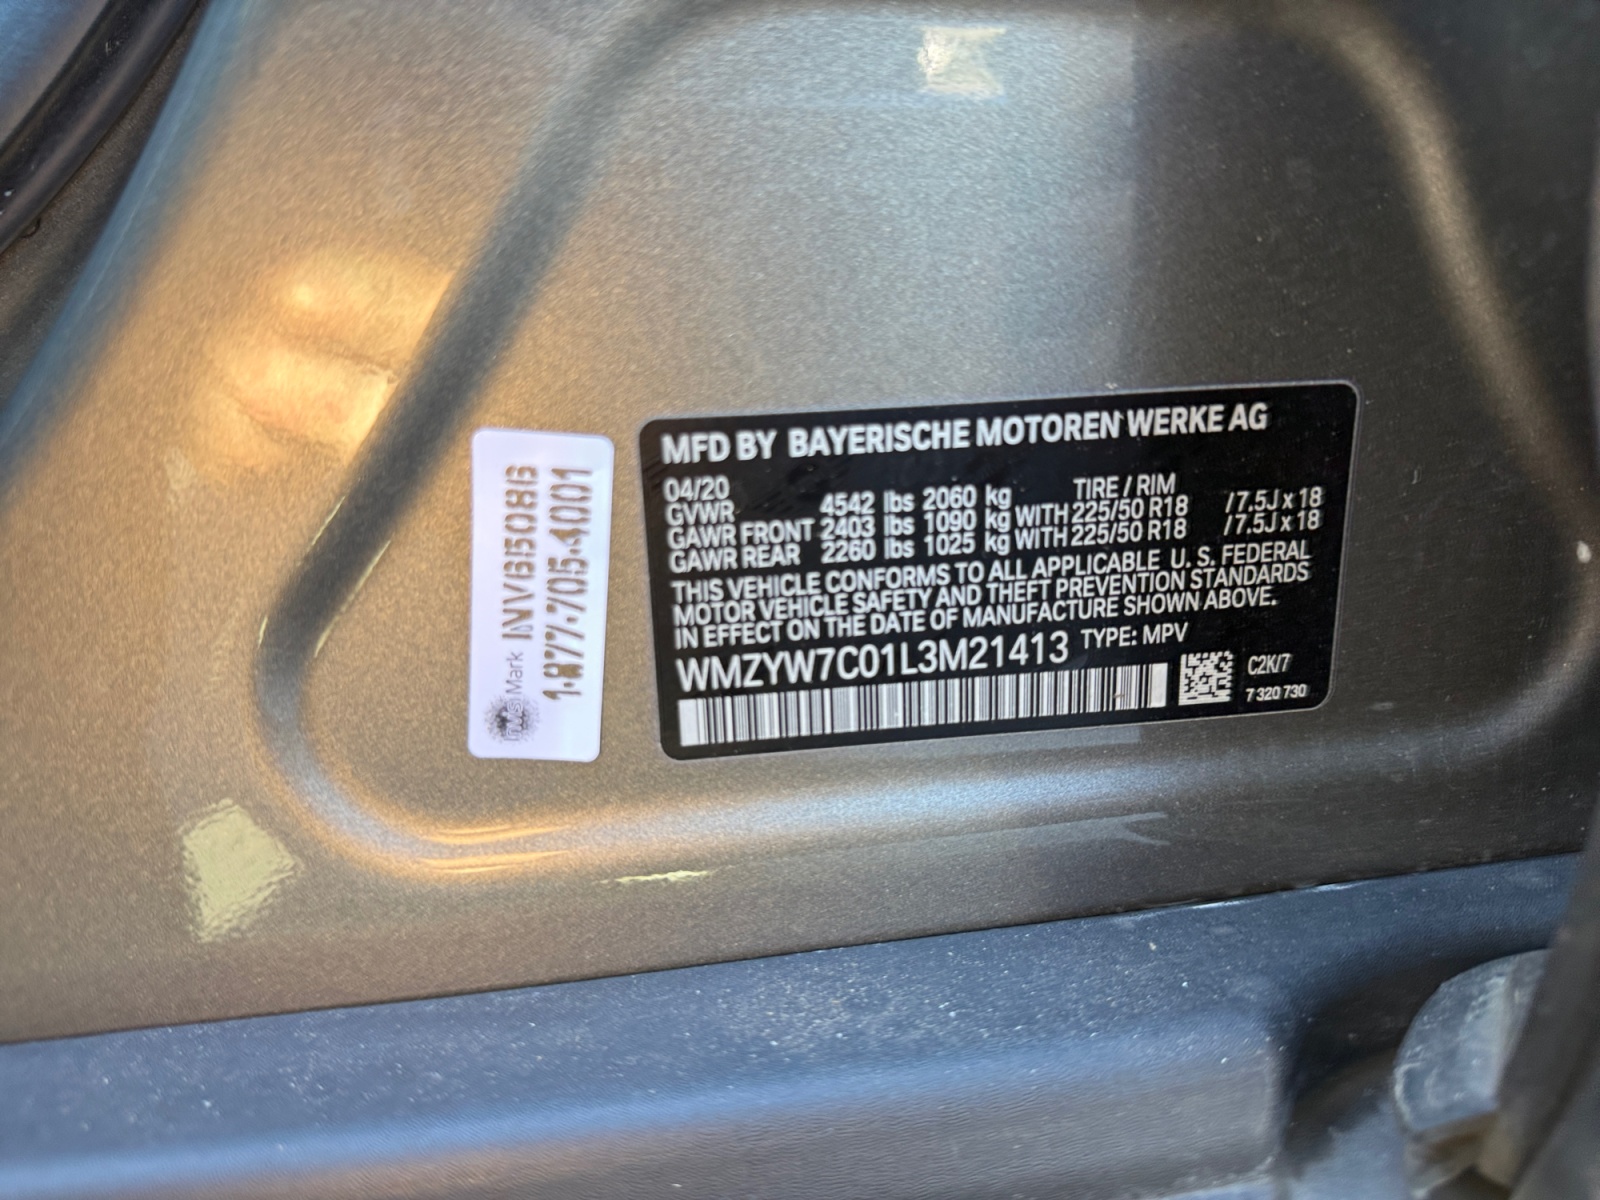 MFD BY BAYERISCHE MOTOREN WERKE AG
04/20 TIRE / RIM
GVWR 4542 lbs 2060 kg
GAWR FRONT 2403 lbs 1090 kg WITH 225/50 R18 /7.5J x 18
GAWR REAR 2260 lbs 1025 kg WITH 225/50 R18 /7.5J x 18
THIS VEHICLE CONFORMS TO ALL APPLICABLE U. S. FEDERAL
MOTOR VEHICLE SAFETY AND THEFT PREVENTION STANDARDS
IN EFFECT ON THE DATE OF MANUFACTURE SHOWN ABOVE.
WMZYW7C01L3M21413 TYPE: MPV
C2K/7
7 320 730
Mark
1-877-705-4001